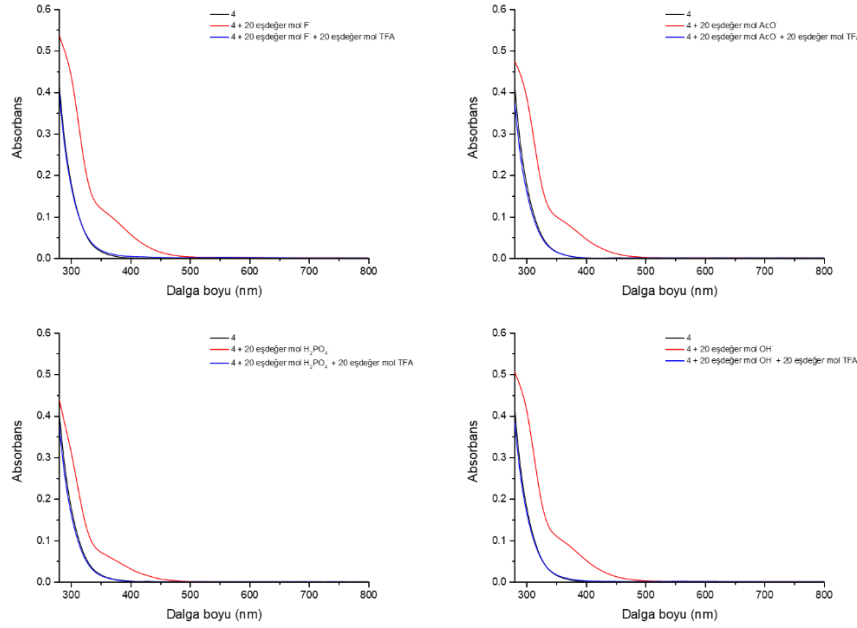 4
4 + 20 eşdeğer mol F⁻
4 + 20 eşdeğer mol F⁻ + 20 eşdeğer mol TFA
Absorbans
0.6
0.5
0.4
0.3
0.2
0.1
0.0
300 400 500 600 700 800
Dalga boyu (nm)
4
4 + 20 eşdeğer mol AcO⁻
4 + 20 eşdeğer mol AcO⁻ + 20 eşdeğer mol TFA
Absorbans
0.6
0.5
0.4
0.3
0.2
0.1
0.0
300 400 500 600 700 800
Dalga boyu (nm)
4
4 + 20 eşdeğer mol H₂PO₄⁻
4 + 20 eşdeğer mol H₂PO₄⁻ + 20 eşdeğer mol TFA
Absorbans
0.6
0.5
0.4
0.3
0.2
0.1
0.0
300 400 500 600 700 800
Dalga boyu (nm)
4
4 + 20 eşdeğer mol OH⁻
4 + 20 eşdeğer mol OH⁻ + 20 eşdeğer mol TFA
Absorbans
0.6
0.5
0.4
0.3
0.2
0.1
0.0
300 400 500 600 700 800
Dalga boyu (nm)